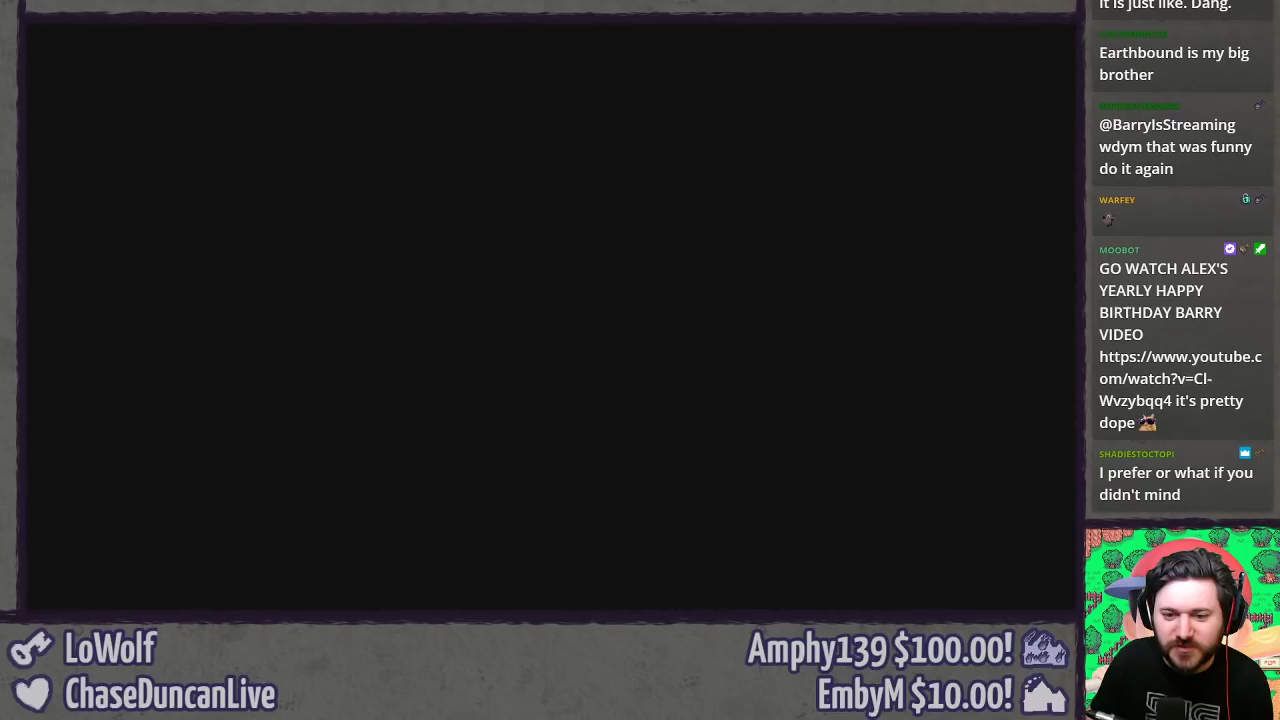 it is just like. Dang.
Earthbound is my big
brother
@BarryIsStreaming
wdym that was funny
do it again
WARFEY
MOOBOT
GO WATCH ALEX'S
YEARLY HAPPY
BIRTHDAY BARRY
VIDEO
https://www.youtube.c
om/watch?v=Cl-
Wvzybqq4 it's pretty
dope
SHADIESTOCTOPI
I prefer or what if you
didn't mind
LoWolf
ChaseDuncanLive
Amphy139 $100.00!
EmbyM $10.00!